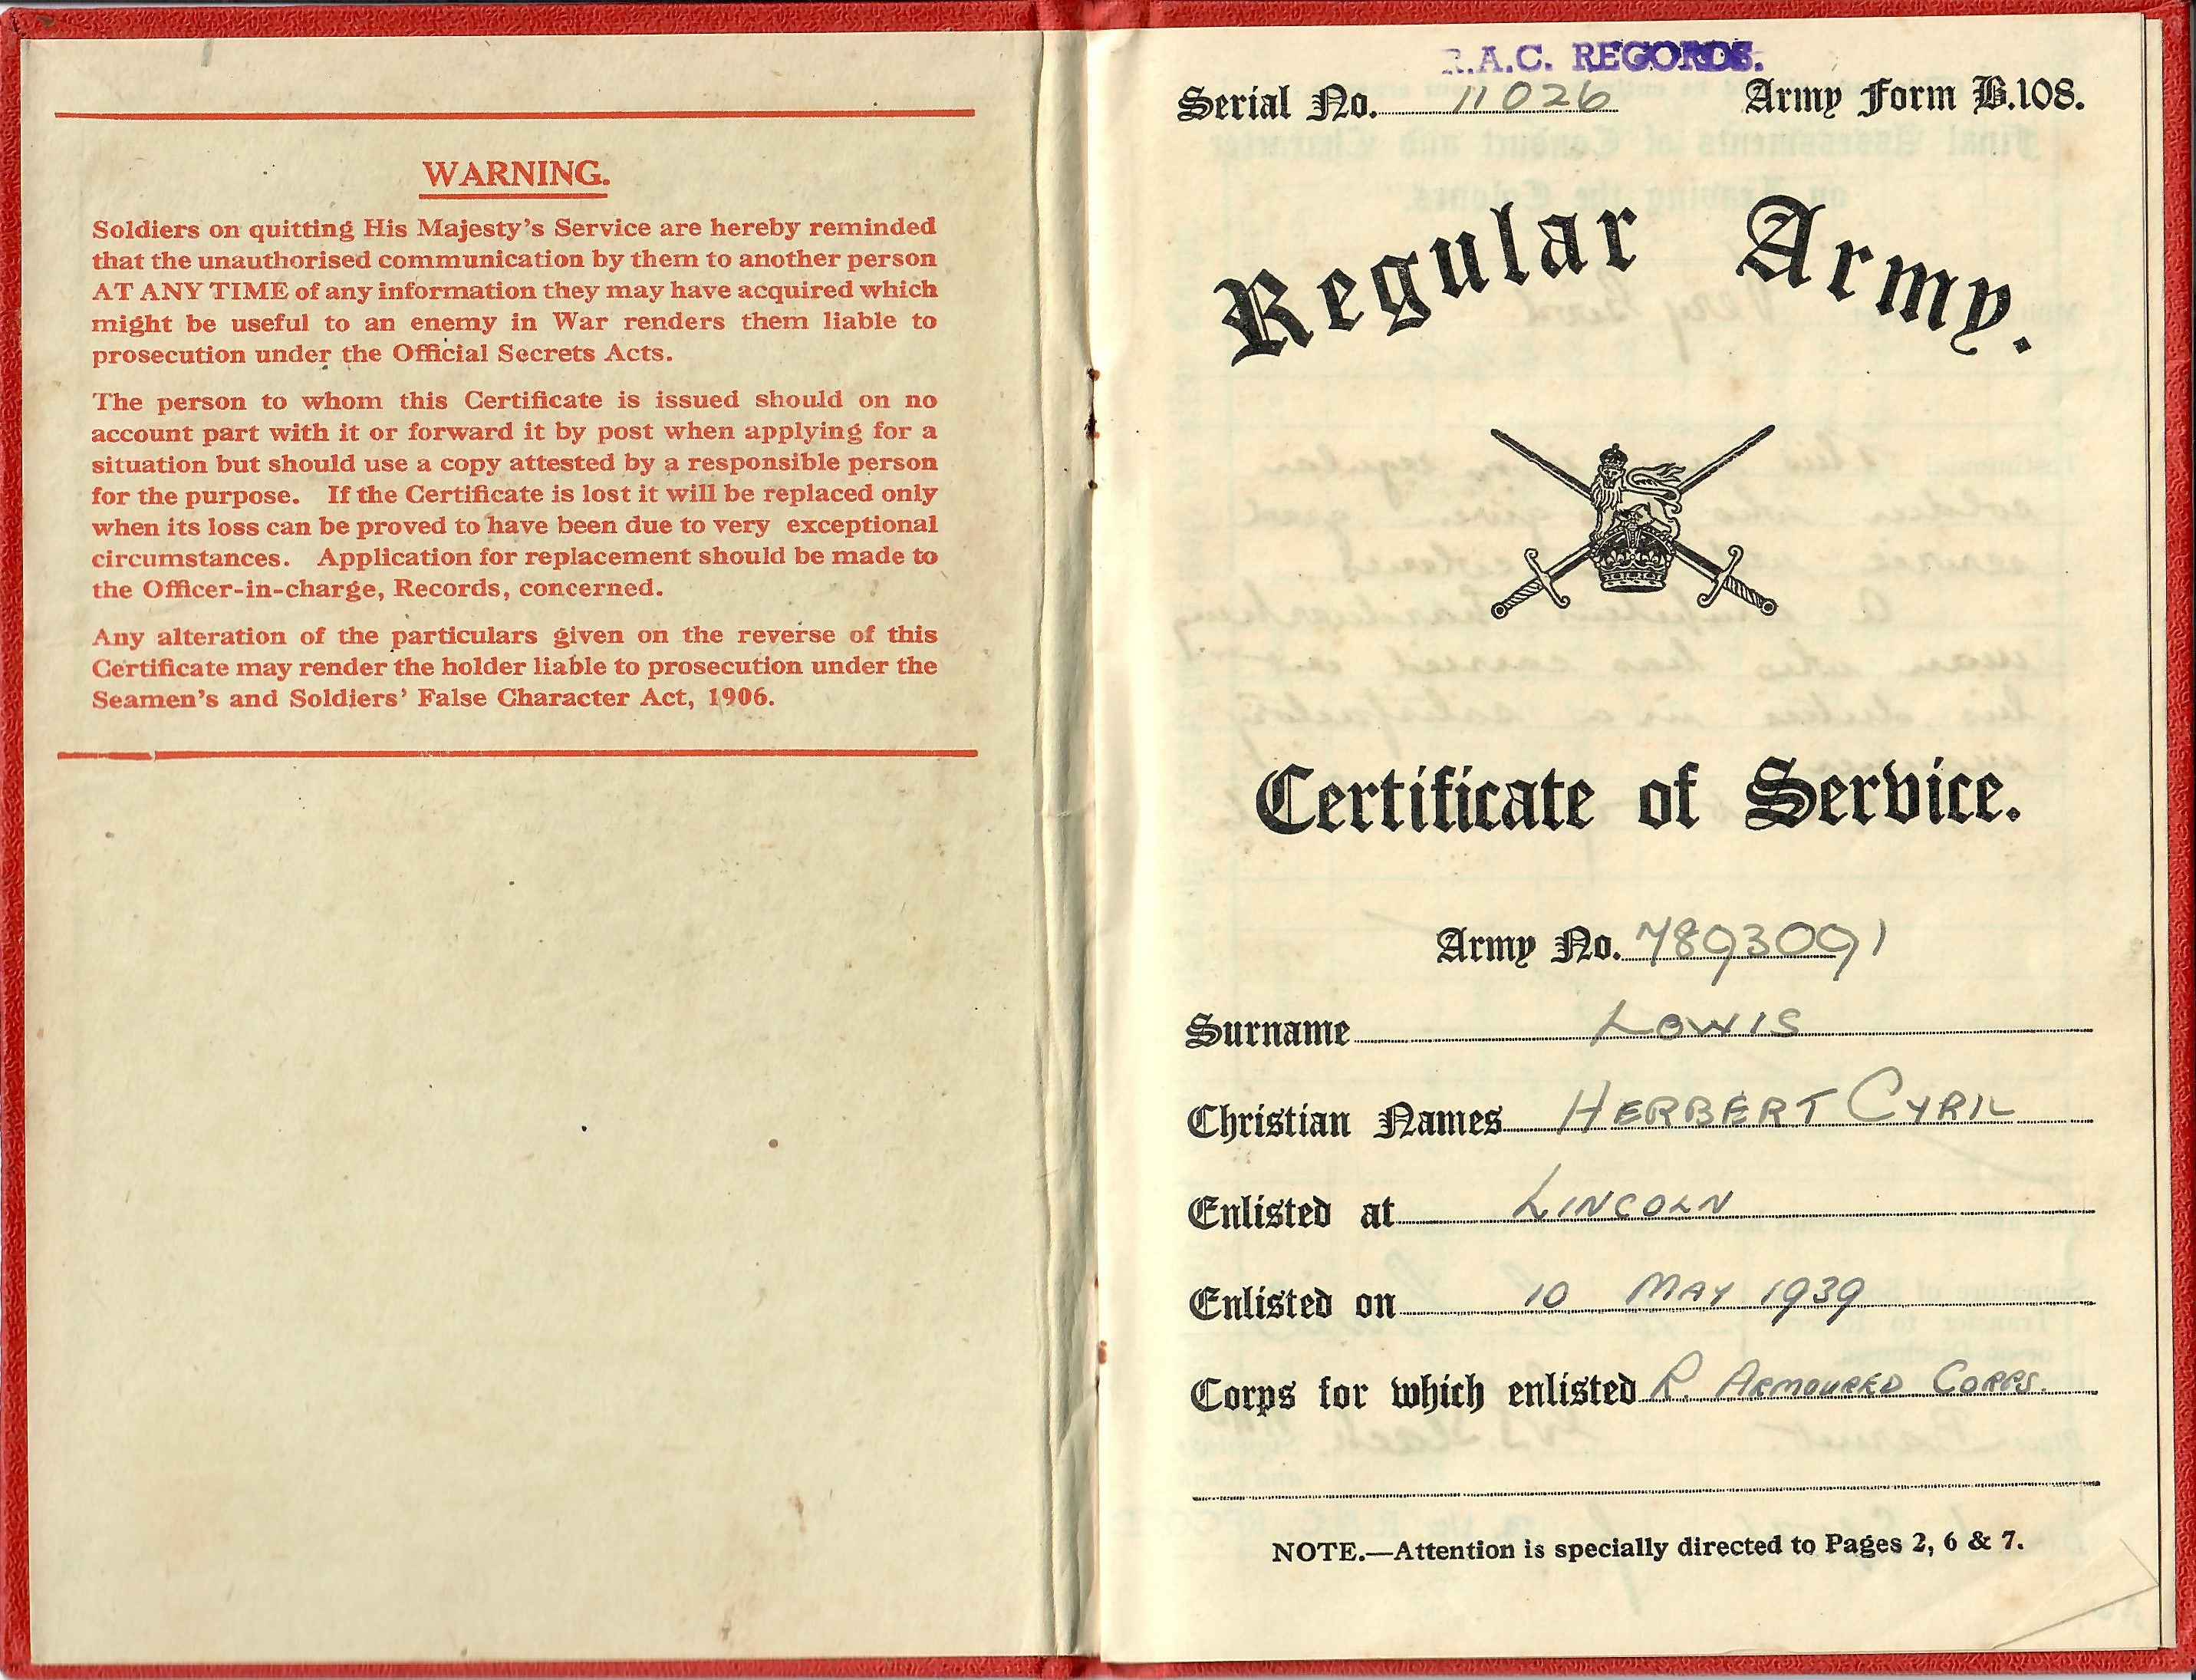 WARNING.
Soldiers on quitting His Majesty's Service are hereby reminded
that the unauthorised communication by them to another person
AT ANY TIME of any information they may have acquired which
might be useful to an enemy in War renders them liable to
prosecution under the Official Secrets Acts.
The person to whom this Certificate is issued should on no
account part with it or forward it by post when applying for a
situation but should use a copy attested by a responsible person
for the purpose. If the Certificate is lost it will be replaced only
when its loss can be proved to have been due to very exceptional
circumstances. Application for replacement should be made to
the Officer-in-charge, Records, concerned.
Any alteration of the particulars given on the reverse of this
Certificate may render the holder liable to prosecution under the
Seamen's and Soldiers' False Character Act, 1906.
R.A.C. RECORDS.
Serial No. 11026 Army Form B.108.
Regular Army.
Certificate of Service.
Army No. 7893091
Surname LOWIS
Christian Names HERBERT CYRIL
Enlisted at LINCOLN
Enlisted on 10 MAY 1939
Corps for which enlisted R. ARMOURED CORPS.
NOTE.—Attention is specially directed to Pages 2, 6 & 7.